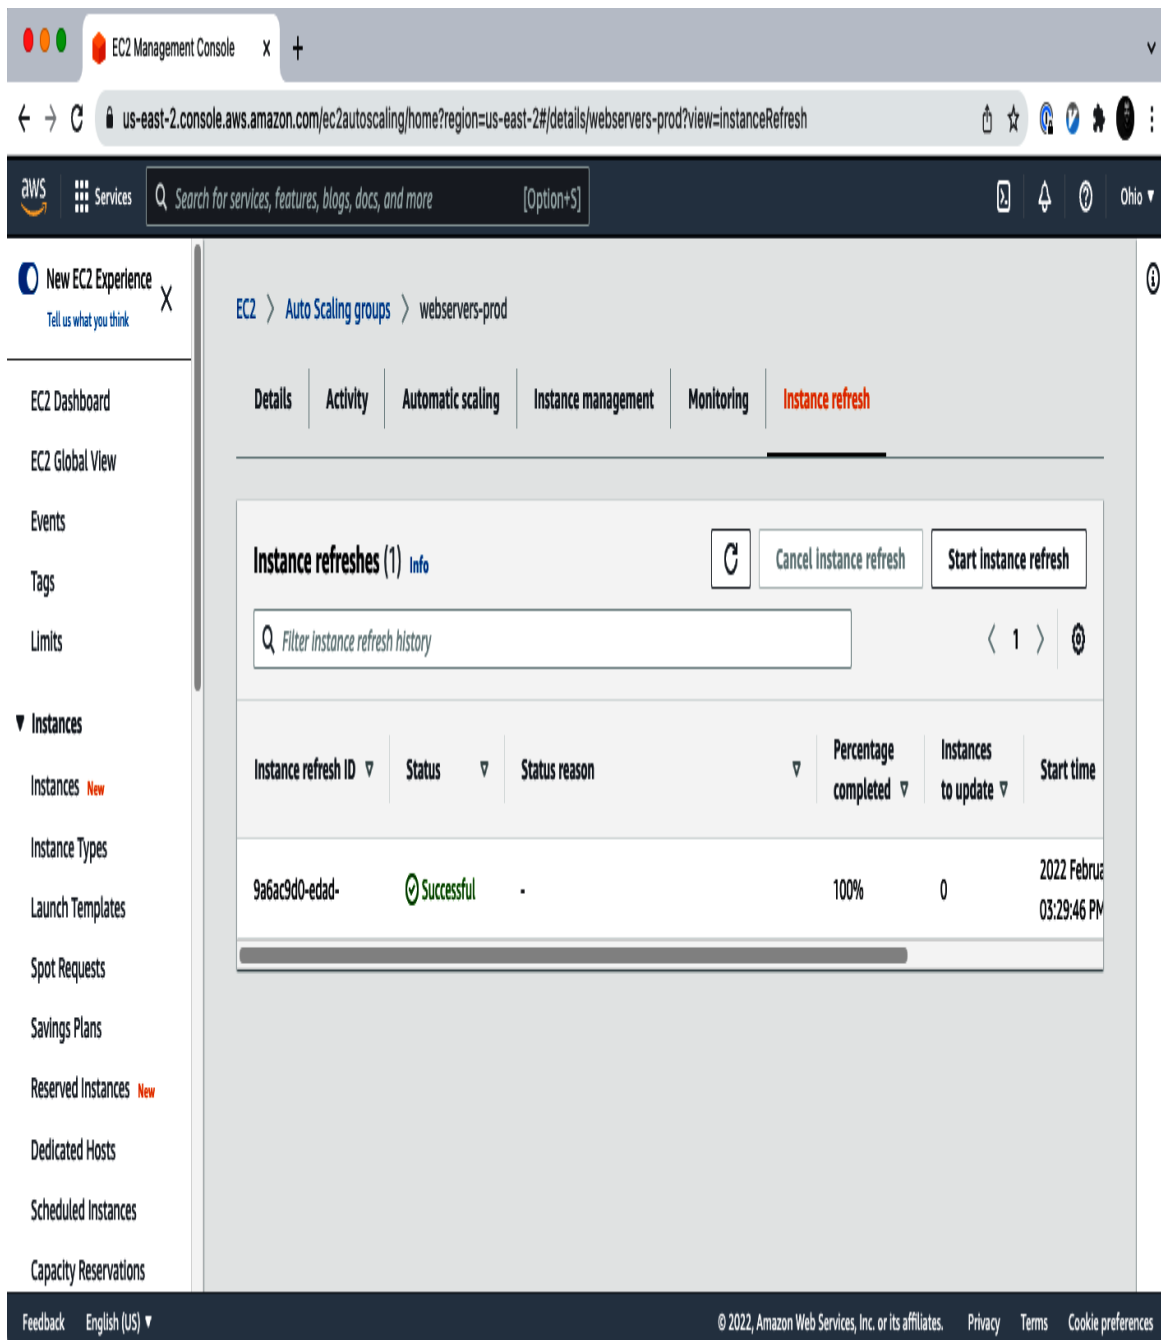 EC2 Management Console
us-east-2.console.aws.amazon.com/ec2autoscaling/home?region=us-east-2#/details/webservers-prod?view=instanceRefresh
aws Services Search for services, features, blogs, docs, and more [Option+S] Ohio
New EC2 Experience
Tell us what you think
EC2 Dashboard
EC2 Global View
Events
Tags
Limits
Instances
Instances New
Instance Types
Launch Templates
Spot Requests
Savings Plans
Reserved Instances New
Dedicated Hosts
Scheduled Instances
Capacity Reservations
EC2 > Auto Scaling groups > webservers-prod
Details Activity Automatic scaling Instance management Monitoring Instance refresh
Instance refreshes (1) Info Cancel instance refresh Start instance refresh
Filter instance refresh history 1
Instance refresh ID Status Status reason Percentage completed Instances to update Start time
9a6ac9d0-edad- Successful - 100% 0 2022 Februa
03:29:46 PM
Feedback English (US) © 2022, Amazon Web Services, Inc. or its affiliates. Privacy Terms Cookie preferences